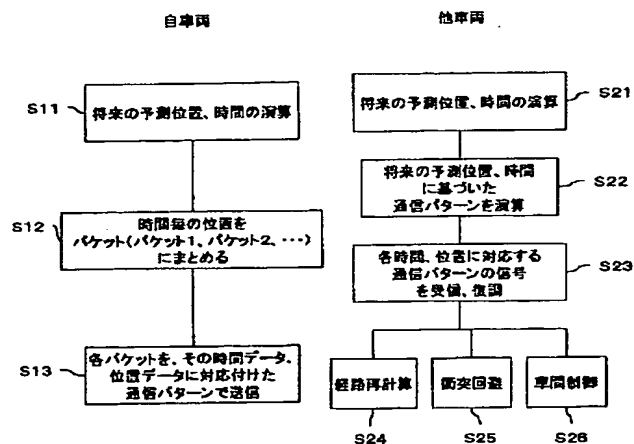 自車両
他車両
S11
将来の予測位置、時間の演算
S12
時間毎の位置を
パケット(パケット1、パケット2、・・・)
にまとめる
S13
各パケットを、その時間データ、
位置データに対応付けた
通信パターンで送信
S21
将来の予測位置、時間の演算
S22
将来の予測位置、時間
に基づいた
通信パターンを演算
S23
各時間、位置に対応する
通信パターンの信号
を受信、復調
経路再計算
衝突回避
車間制御
S24
S25
S26